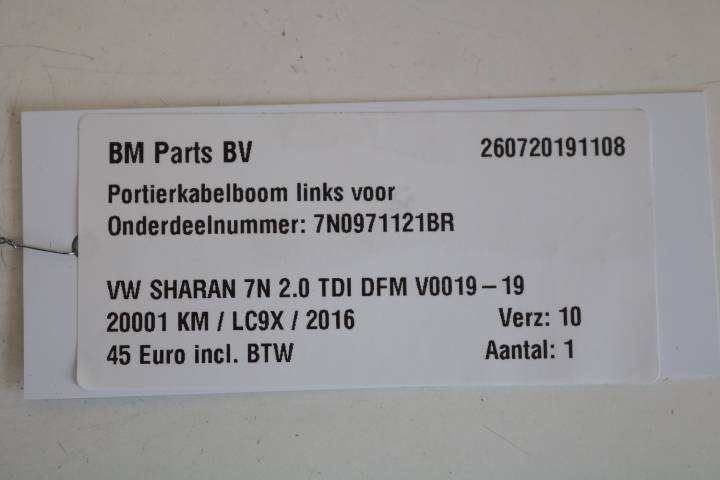 BM Parts BV 260720191108
Portierkabelboom links voor
Onderdeelnummer: 7N0971121BR
VW SHARAN 7N 2.0 TDI DFM V0019-19
20001 KM / LC9X / 2016 Verz: 10
45 Euro incl. BTW Aantal: 1